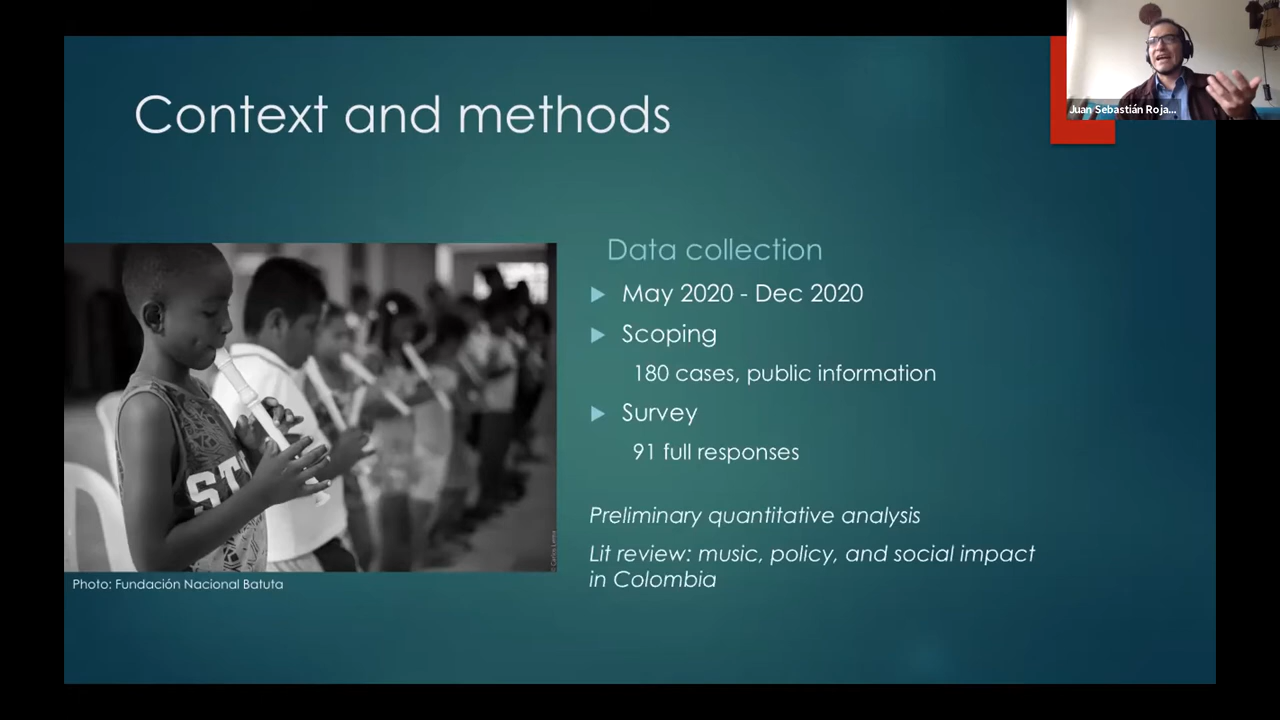 Context and methods
Juan Sebastián Roja...
Data collection
May 2020 - Dec 2020
Scoping
180 cases, public information
Survey
91 full responses
Preliminary quantitative analysis
Lit review: music, policy, and social impact
in Colombia
Photo: Fundación Nacional Batuta